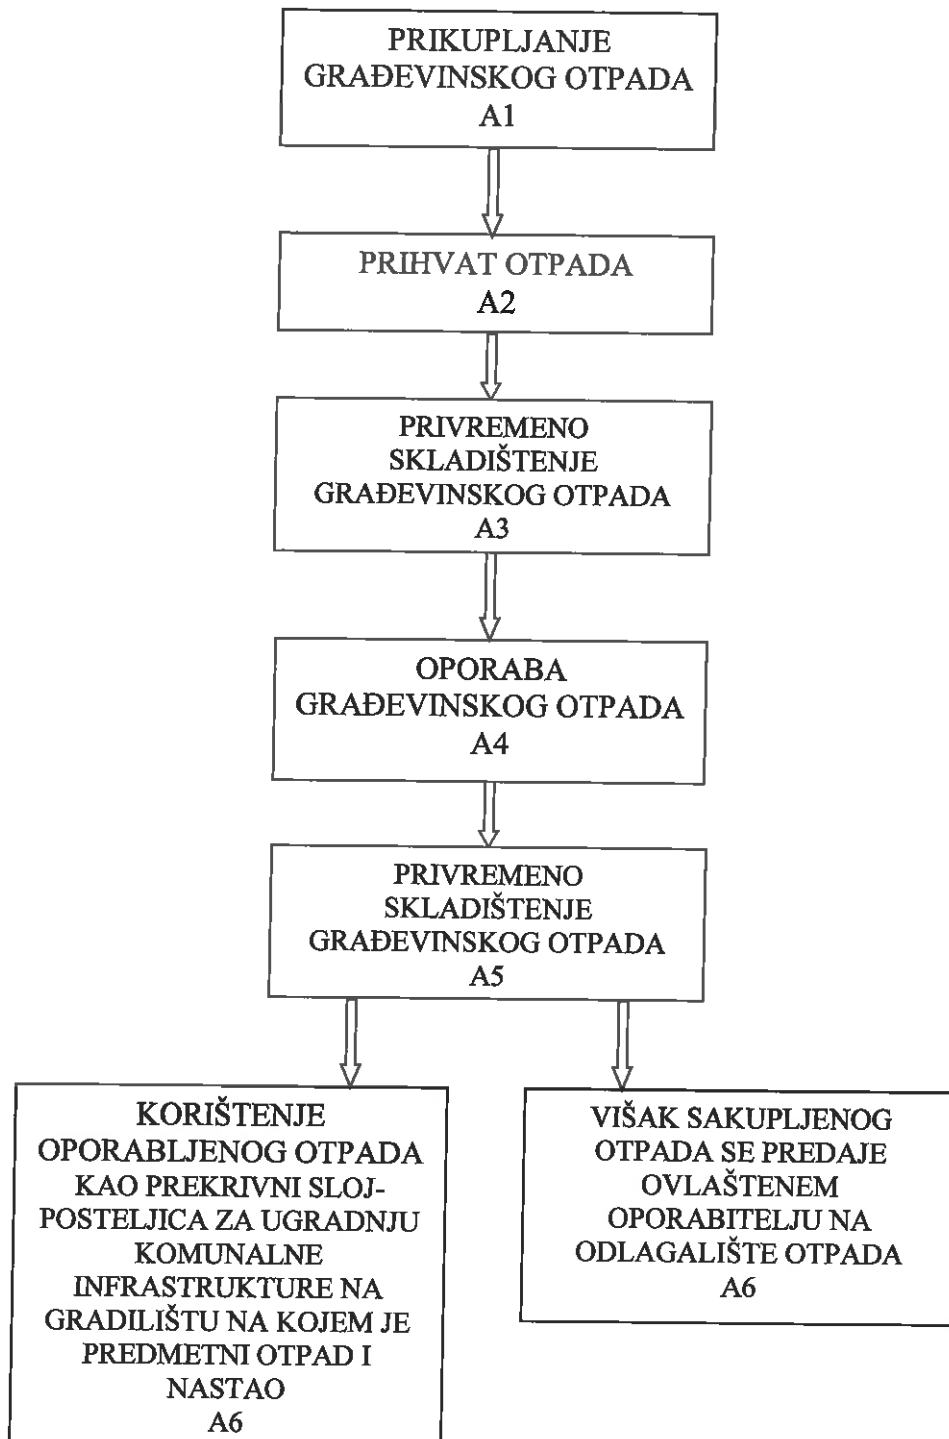 PRIKUPLJANJE
GRAĐEVINSKOG OTPADA
A1
PRIHVAT OTPADA
A2
PRIVREMENO
SKLADIŠTENJE
GRAĐEVINSKOG OTPADA
A3
OPORABA
GRAĐEVINSKOG OTPADA
A4
PRIVREMENO
SKLADIŠTENJE
GRAĐEVINSKOG OTPADA
A5
KORIŠTENJE
OPORABLJENOG OTPADA
KAO PREKRIVNI SLOJ-
POSTELJICA ZA UGRADNJU
KOMUNALNE
INFRASTRUKTURE NA
GRADILIŠTU NA KOJEM JE
PREDMETNI OTPAD I
NASTAO
A6
VIŠAK SAKUPLJENOG
OTPADA SE PREDAJE
OVLAŠTENEM
OPORABITELJU NA
ODLAGALIŠTE OTPADA
A6